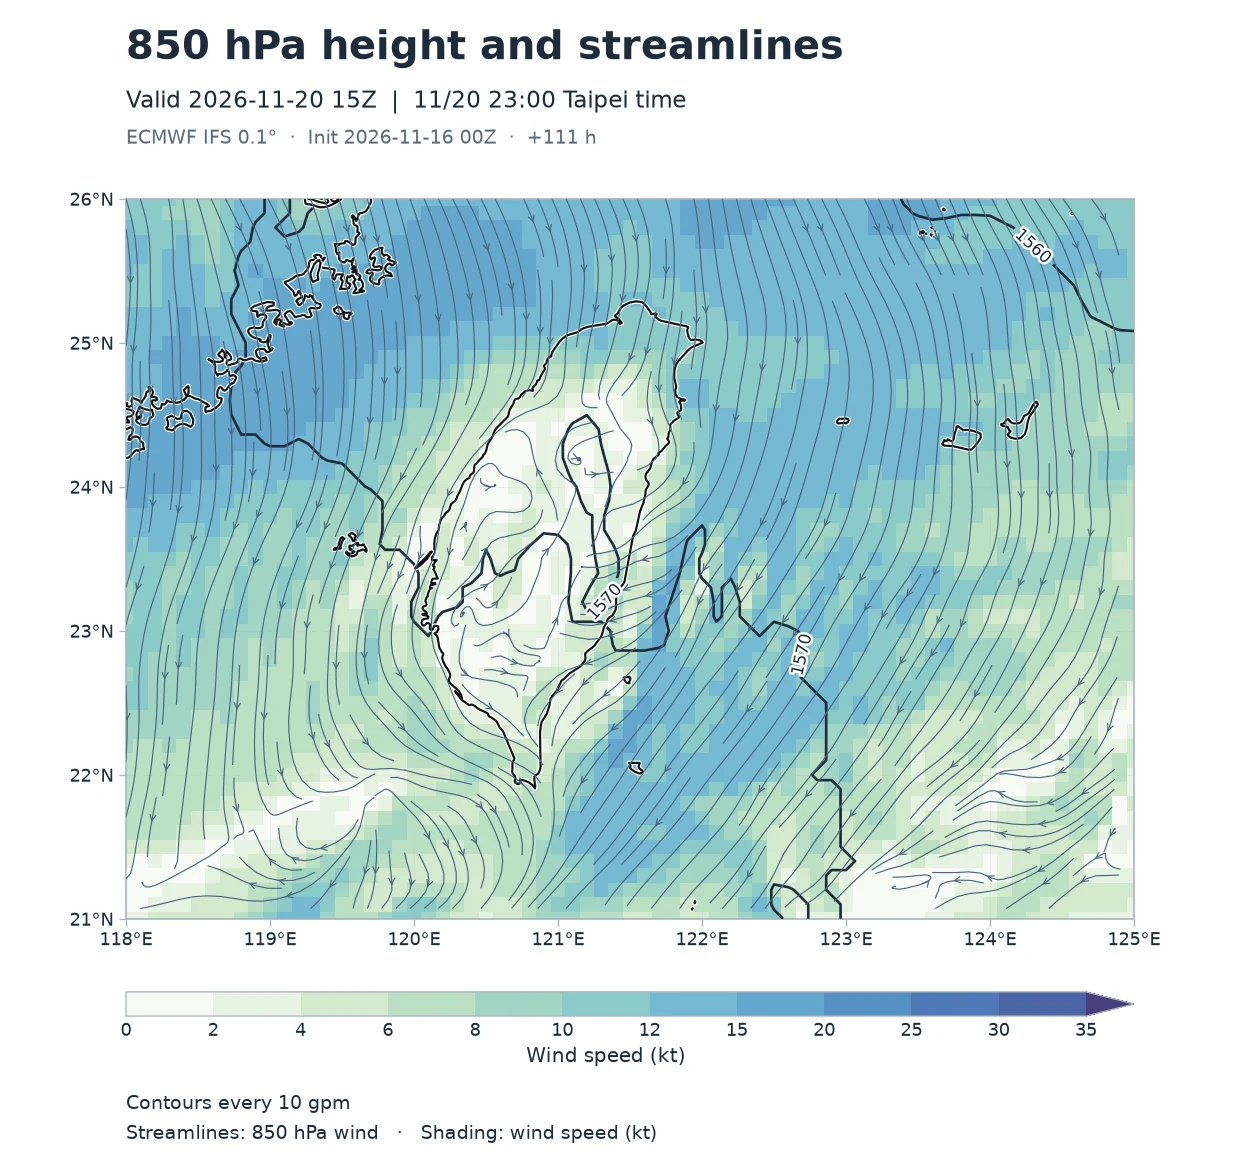 850 hPa height and streamlines
Valid 2026-11-20 15Z | 11/20 23:00 Taipei time
ECMWF IFS 0.1° · Init 2026-11-16 00Z · +111 h
26°N
1560
25°N
24°N
1570
23°N
1570
22°N
21°N
118°E 119°E 120°E 121°E 122°E 123°E 124°E 125°E
0 2 4 6 8 10 12 15 20 25 30 35
Wind speed (kt)
Contours every 10 gpm
Streamlines: 850 hPa wind · Shading: wind speed (kt)